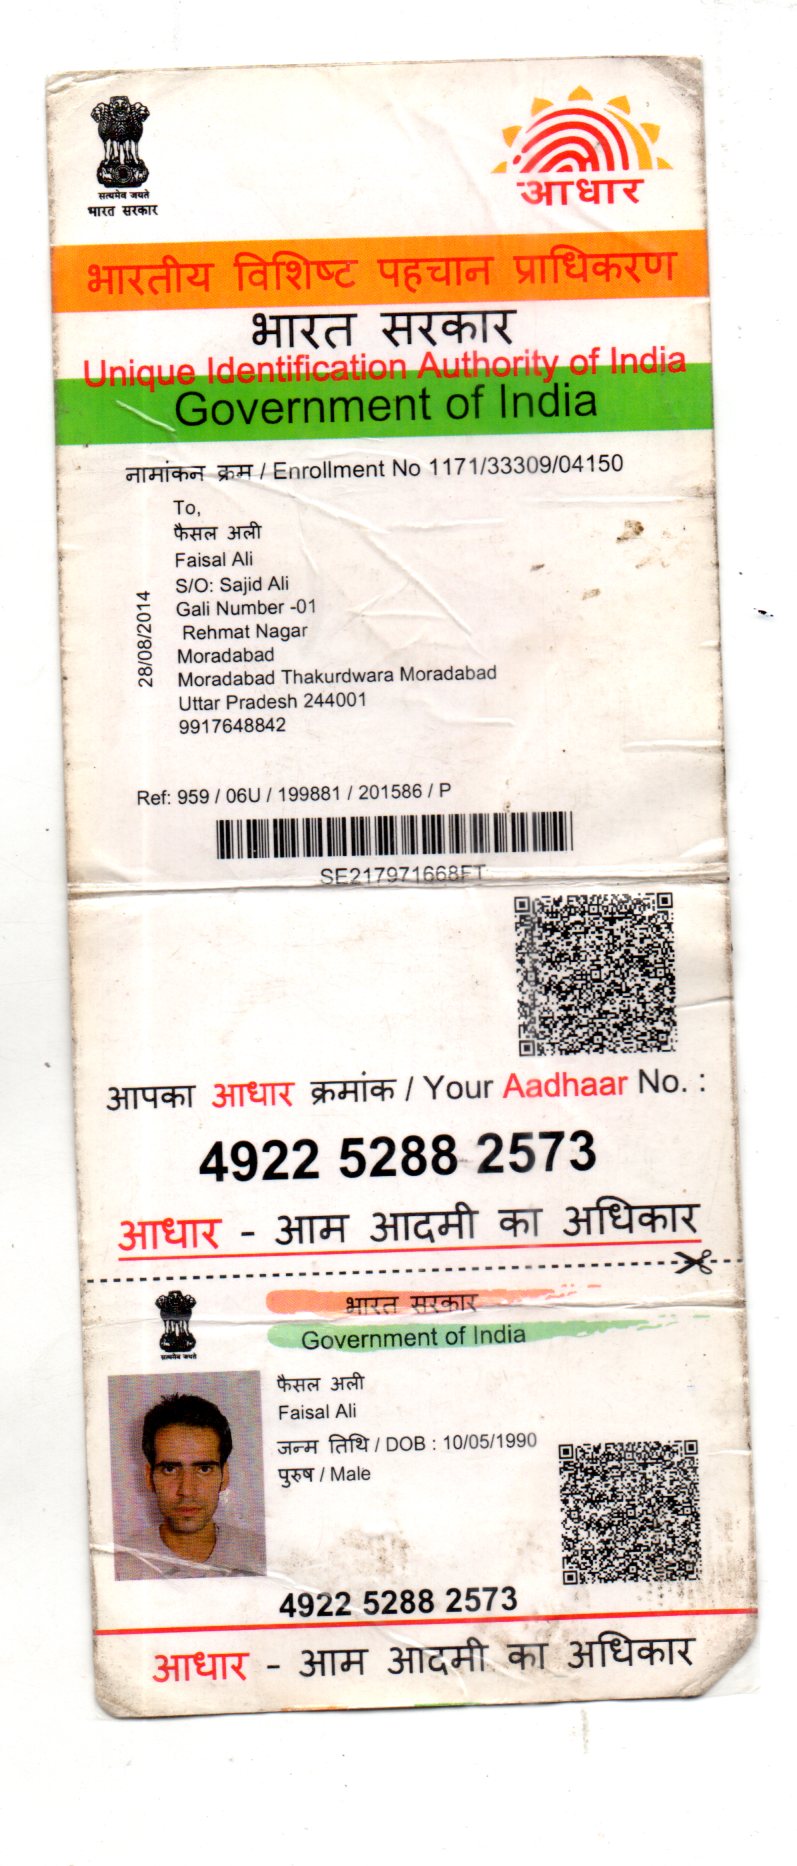 सत्यमेव जयते
भारत सरकार
आधार
भारतीय विशिष्ट पहचान प्राधिकरण
भारत सरकार
Unique Identification Authority of India
Government of India
नामांकन क्रम / Enrollment No 1171/33309/04150
To,
फैसल अली
Faisal Ali
S/O: Sajid Ali
Gali Number -01
Rehmat Nagar
Moradabad
Moradabad Thakurdwara Moradabad
Uttar Pradesh 244001
9917648842
28/08/2014
Ref: 959 / 06U / 199881 / 201586 / P
SE217971668FT
आपका आधार क्रमांक / Your Aadhaar No. :
4922 5288 2573
आधार - आम आदमी का अधिकार
भारत सरकार
Government of India
सत्यमेव जयते
फैसल अली
Faisal Ali
जन्म तिथि / DOB : 10/05/1990
पुरुष / Male
4922 5288 2573
आधार - आम आदमी का अधिकार